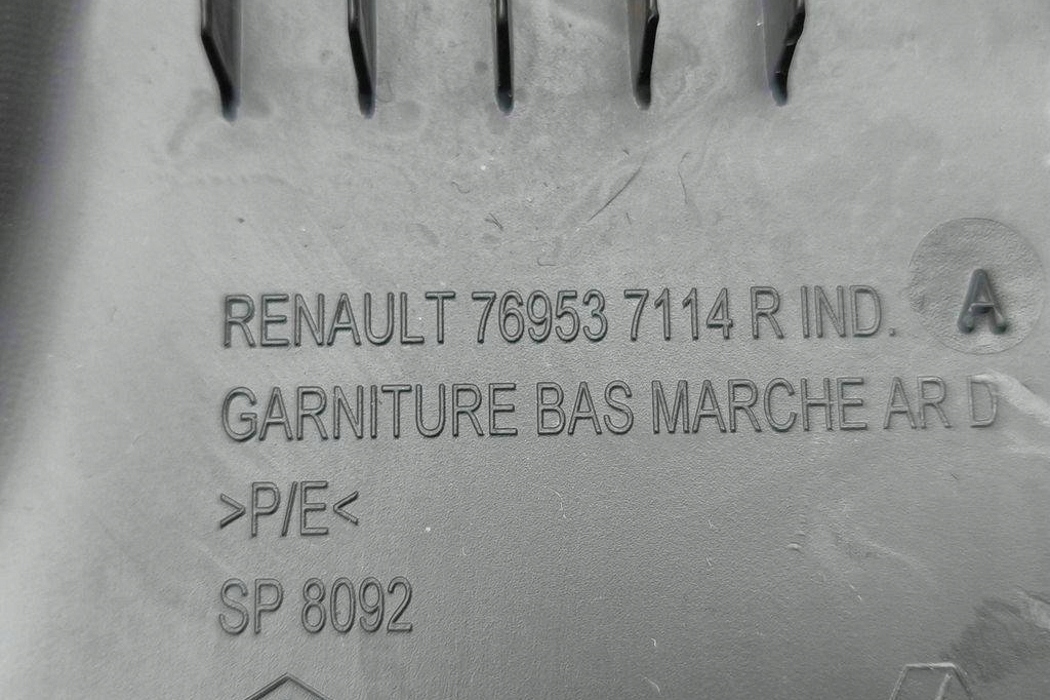 RENAULT 76953 7114 R IND. A
GARNITURE BAS MARCHE AR D
>P/E<
SP 8092